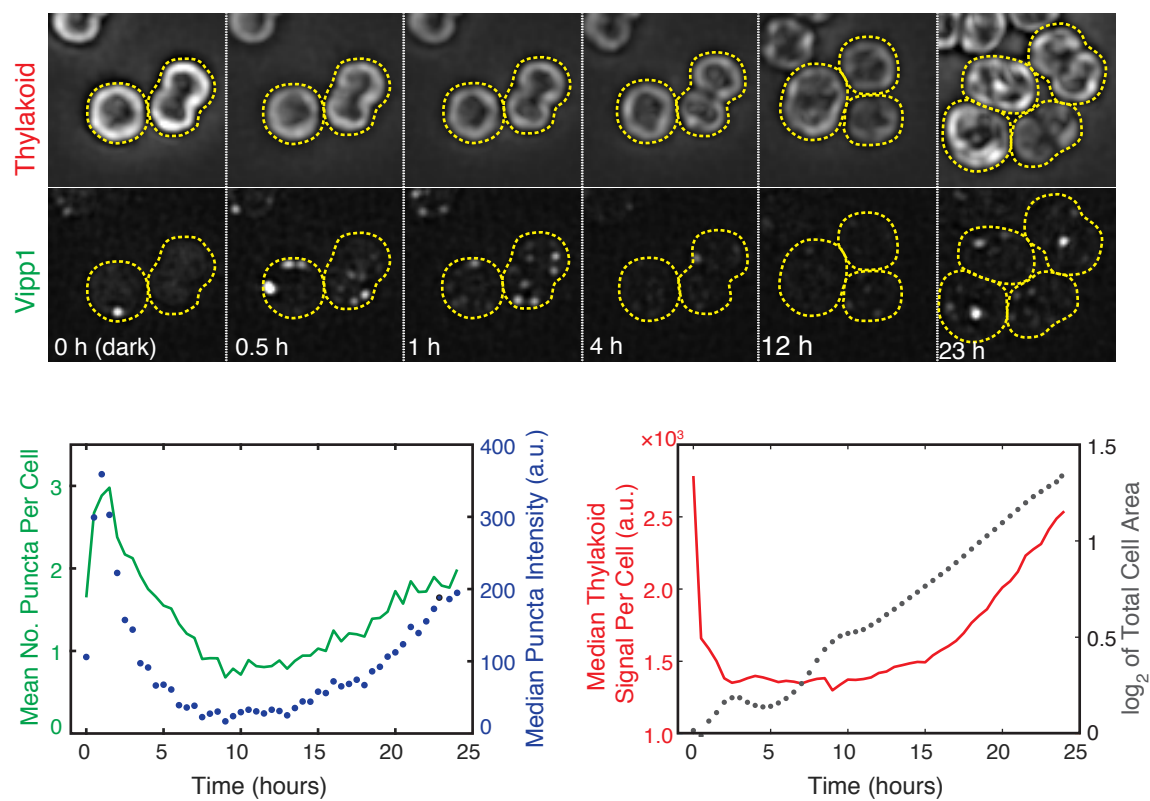 Thylakoid
Vipp1
0 h (dark)
0.5 h
1 h
4 h
12 h
23 h
Mean No. Puncta Per Cell
3
2
1
0
400
300
200
100
0
Median Puncta Intensity (a.u.)
0 5 10 15 20 25
Time (hours)
×10³
2.5
2.0
1.5
1.0
Median Thylakoid
Signal Per Cell (a.u.)
1.5
1
0.5
0
log₂ of Total Cell Area
0 5 10 15 20 25
Time (hours)